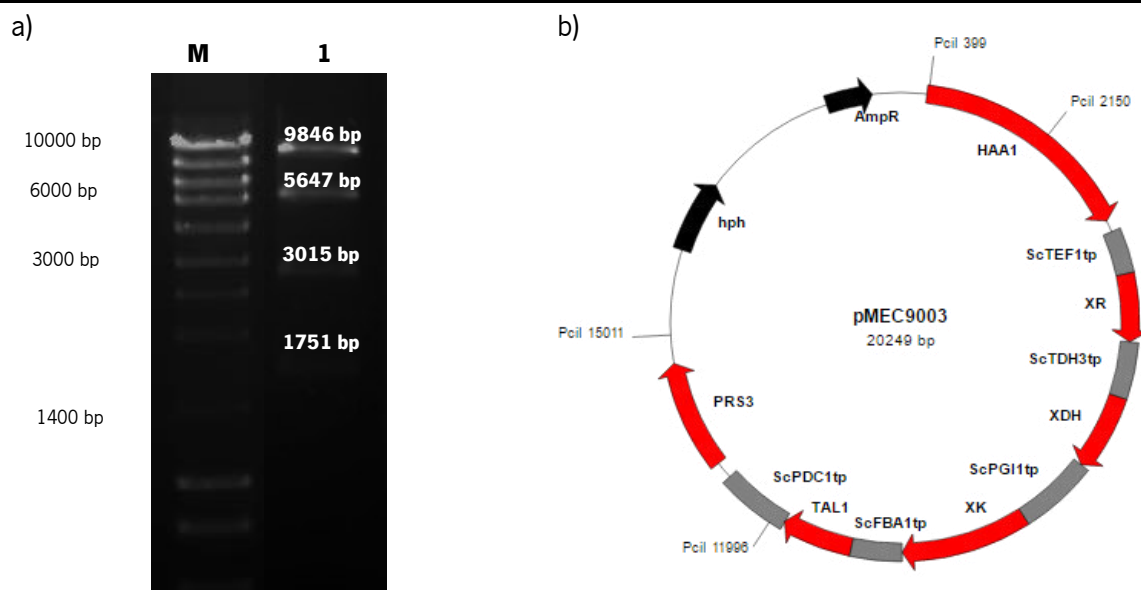 a)
M 1
10000 bp
6000 bp
3000 bp
1400 bp
9846 bp
5647 bp
3015 bp
1751 bp
b)
PciI 399
PciI 2150
AmpR
HAA1
hph
ScTEF1tp
XR
pMEC9003
20249 bp
PciI 15011
ScTDH3tp
PRS3
XDH
ScPGI1tp
ScPDC1tp
TAL1
XK
ScFBA1tp
PciI 11996